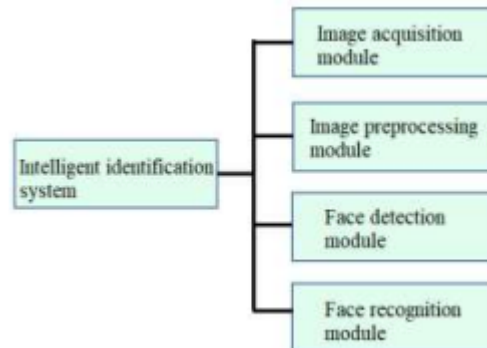 Image acquisition
module
Image preprocessing
module
Intelligent identification
system
Face detection
module
Face recognition
module